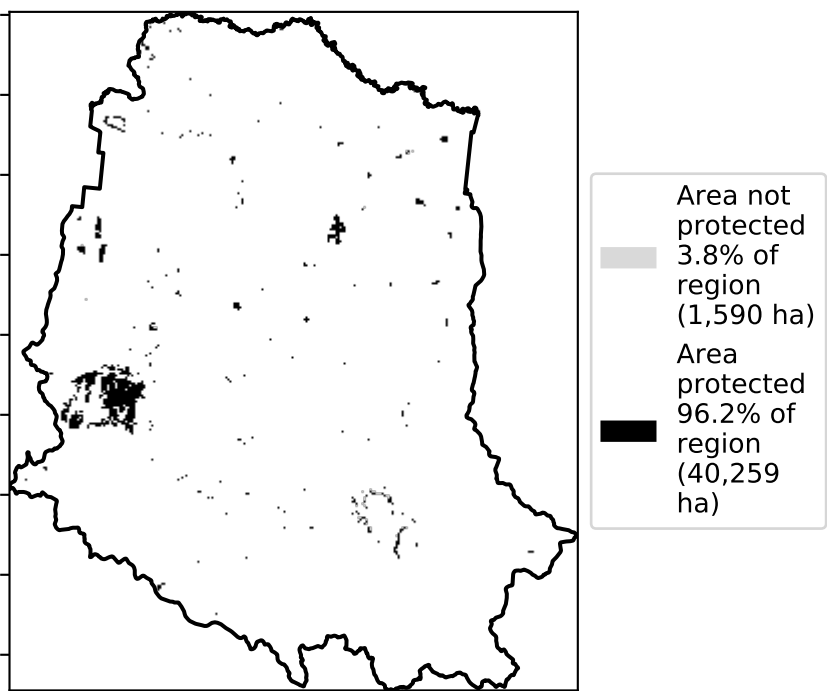 Area not
protected
3.8% of
region
(1,590 ha)
Area
protected
96.2% of
region
(40,259
ha)